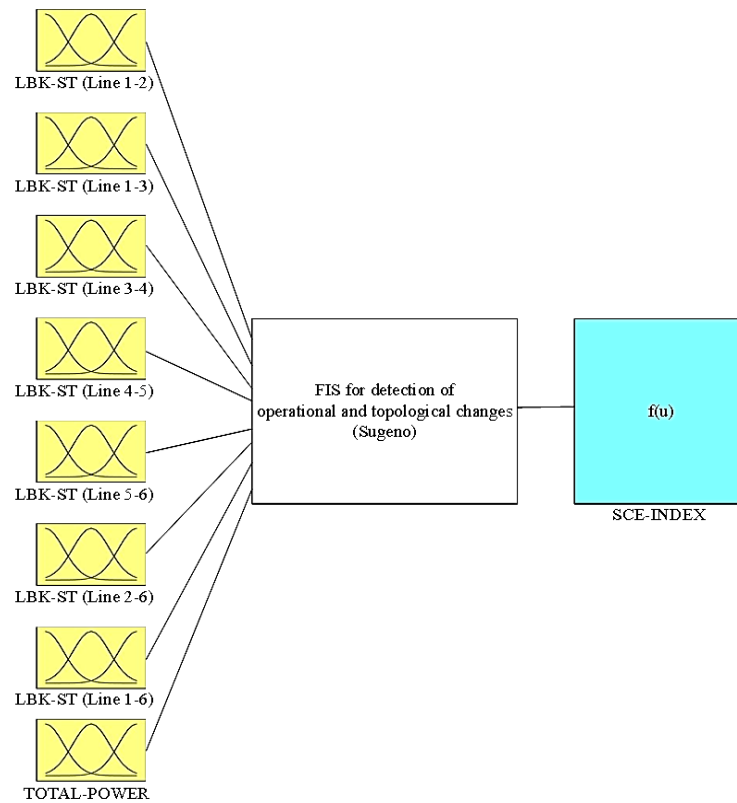 LBK-ST (Line 1-2)
LBK-ST (Line 1-3)
LBK-ST (Line 3-4)
LBK-ST (Line 4-5)
LBK-ST (Line 5-6)
LBK-ST (Line 2-6)
LBK-ST (Line 1-6)
TOTAL-POWER
FIS for detection of
operational and topological changes
(Sugeno)
f(u)
SCE-INDEX